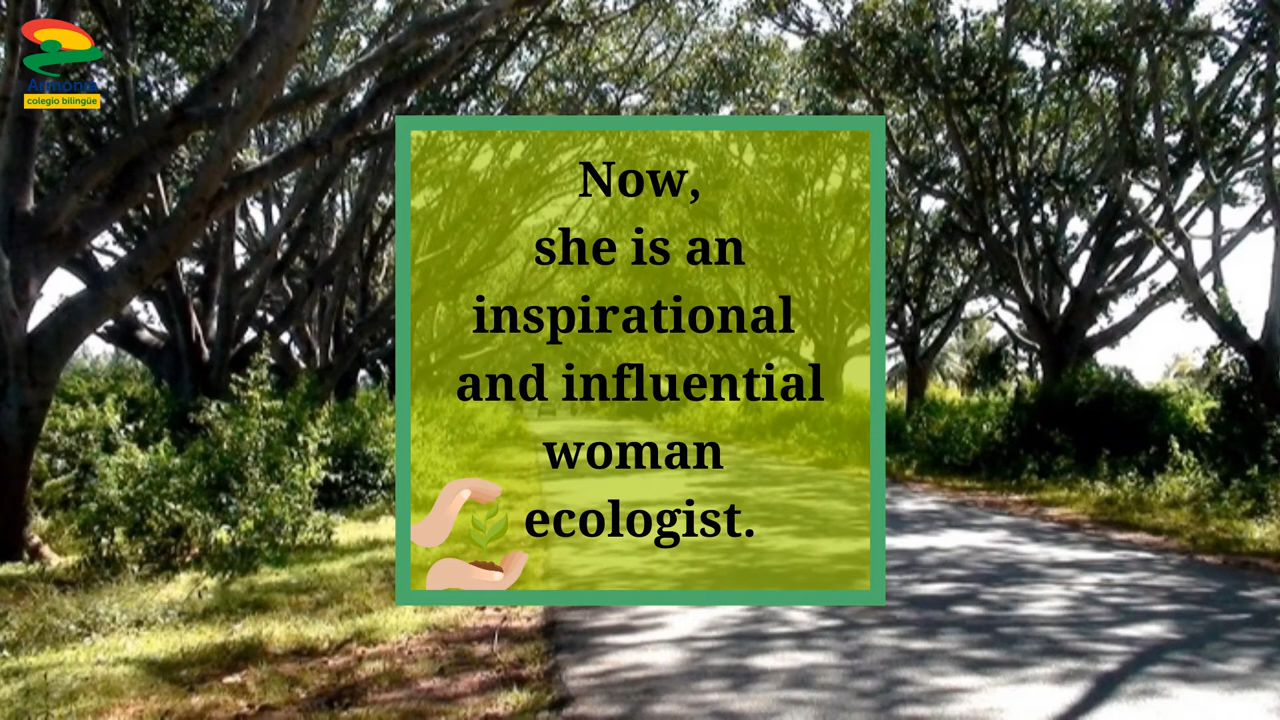 Armonía
colegio bilingüe
Now,
she is an
inspirational
and influential
woman
ecologist.